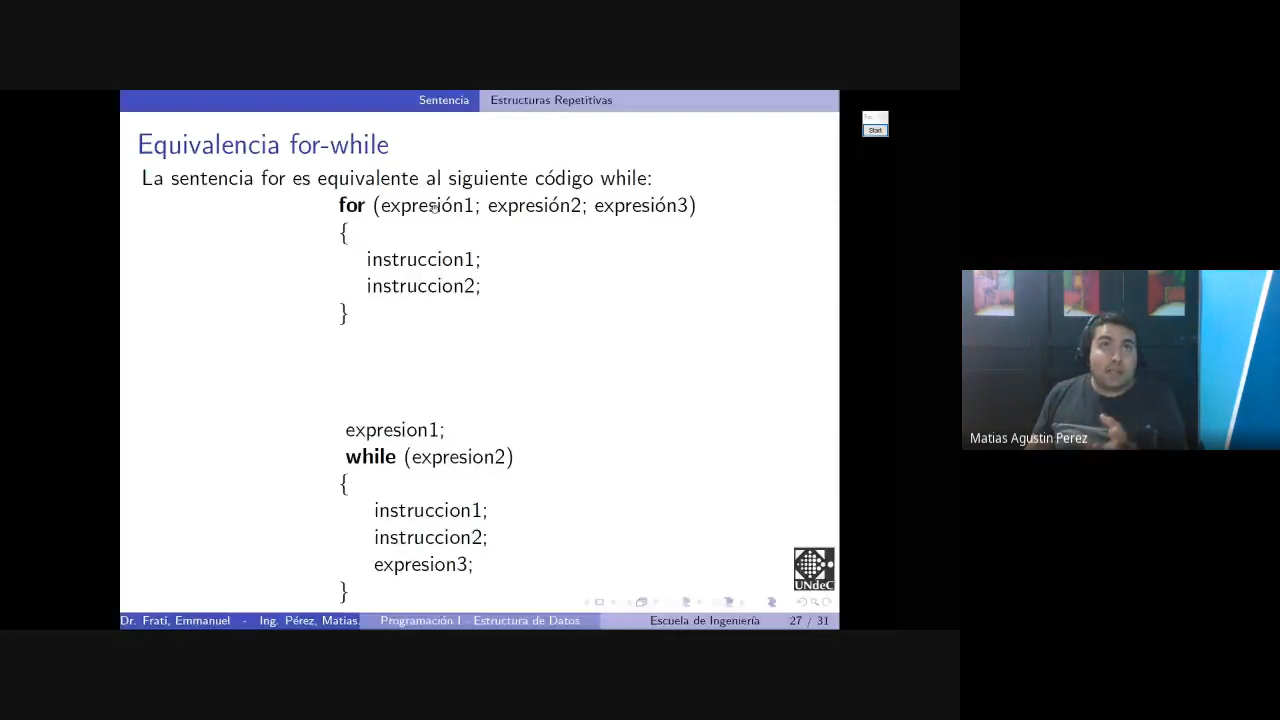 Sentencia Estructuras Repetitivas
Equivalencia for-while
La sentencia for es equivalente al siguiente código while:
for (expresión1; expresión2; expresión3)
{
instruccion1;
instruccion2;
}
expresion1;
while (expresion2)
{
instruccion1;
instruccion2;
expresion3;
}
UNdeC
Dr. Frati, Emmanuel - Ing. Pérez, Matias. Programación I - Estructura de Datos Escuela de Ingeniería 27 / 31
Start
Matias Agustin Perez